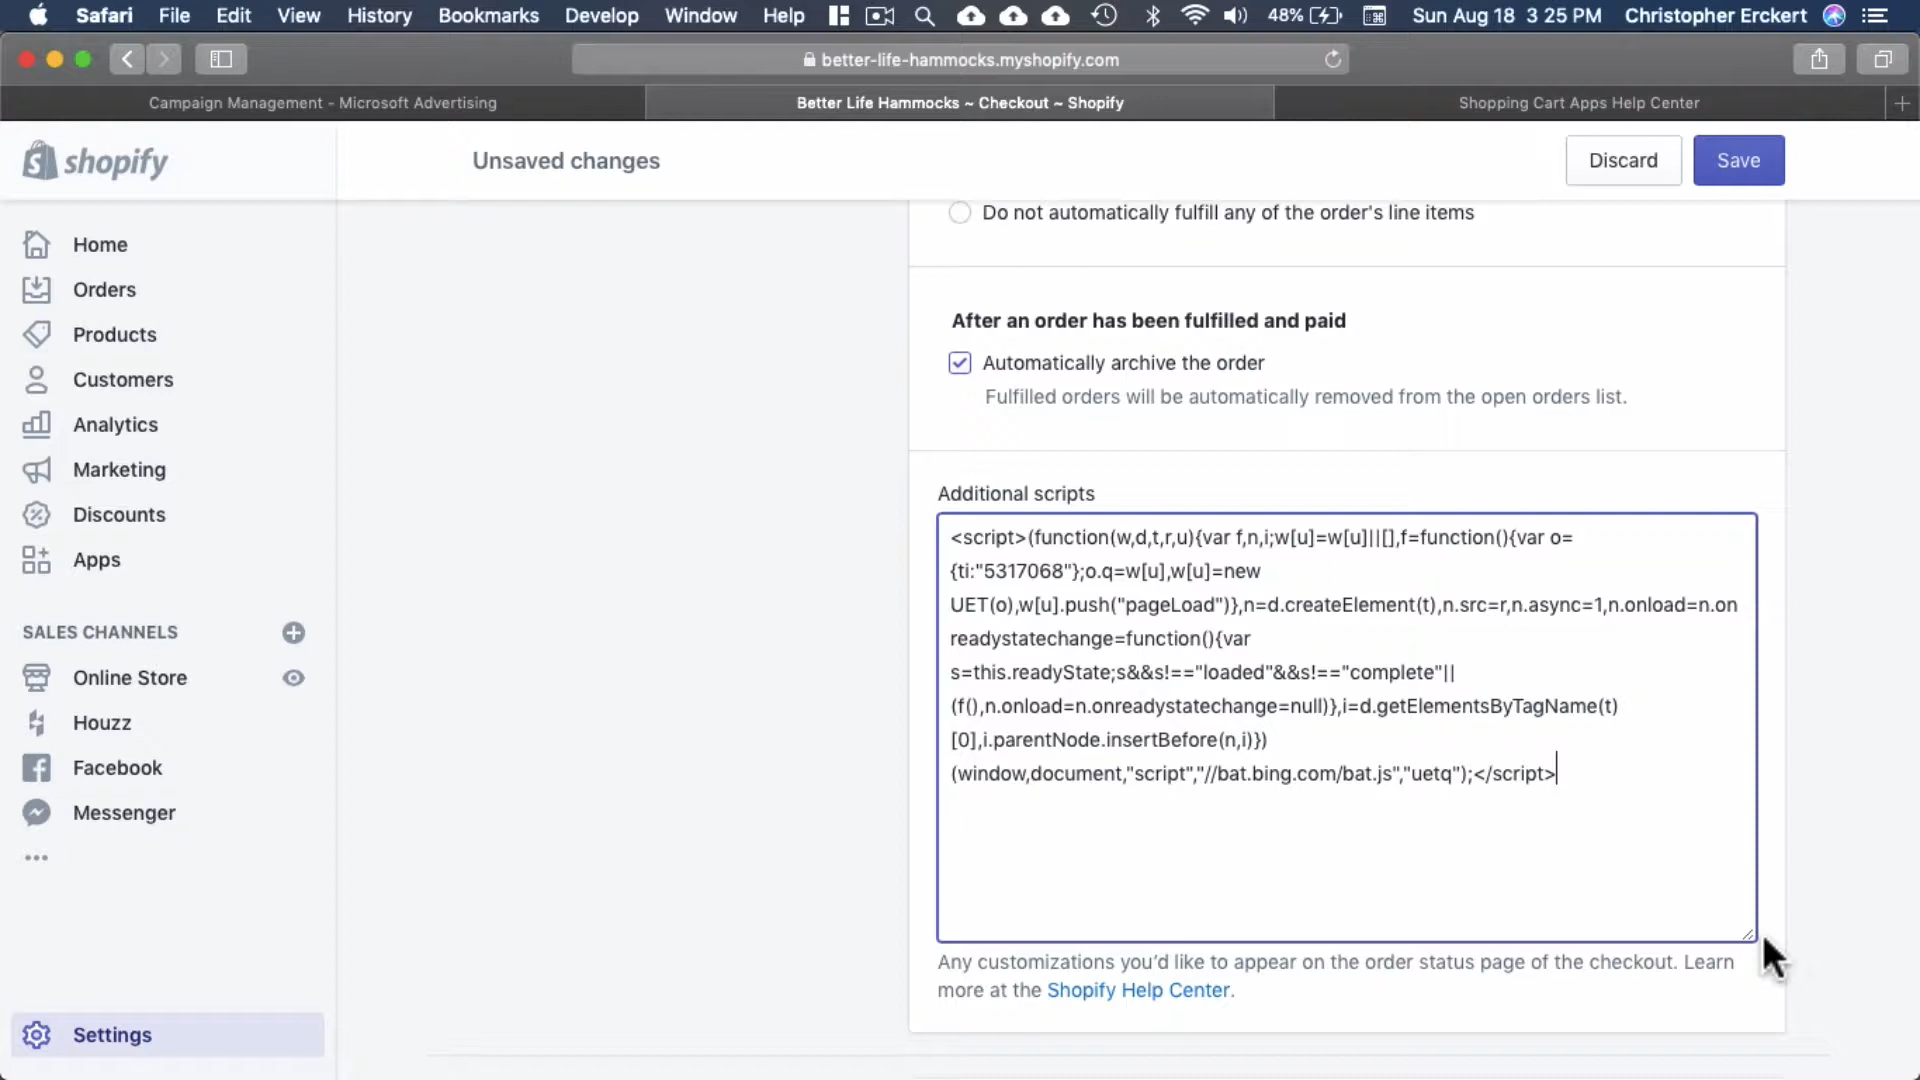 Safari File Edit View History Bookmarks Develop Window Help 48% Sun Aug 18 3 25 PM Christopher Erckert
better-life-hammocks.myshopify.com
Campaign Management - Microsoft Advertising
Better Life Hammocks ~ Checkout ~ Shopify
Shopping Cart Apps Help Center
shopify
Unsaved changes
Discard
Save
Home
Orders
Products
Customers
Analytics
Marketing
Discounts
Apps
SALES CHANNELS
Online Store
Houzz
Facebook
Messenger
Settings
Do not automatically fulfill any of the order's line items
After an order has been fulfilled and paid
Automatically archive the order
Fulfilled orders will be automatically removed from the open orders list.
Additional scripts
<script>(function(w,d,t,r,u){var f,n,i;w[u]=w[u]||[],f=function(){var o=
{ti:"5317068"};o.q=w[u],w[u]=new
UET(o),w[u].push("pageLoad")},n=d.createElement(t),n.src=r,n.async=1,n.onload=n.on
readystatechange=function(){var
s=this.readyState;s&&s!=="loaded"&&s!=="complete"||
(f(),n.onload=n.onreadystatechange=null)},i=d.getElementsByTagName(t)
[0],i.parentNode.insertBefore(n,i)})
(window,document,"script","//bat.bing.com/bat.js","uetq");</script>
Any customizations you’d like to appear on the order status page of the checkout. Learn
more at the Shopify Help Center.